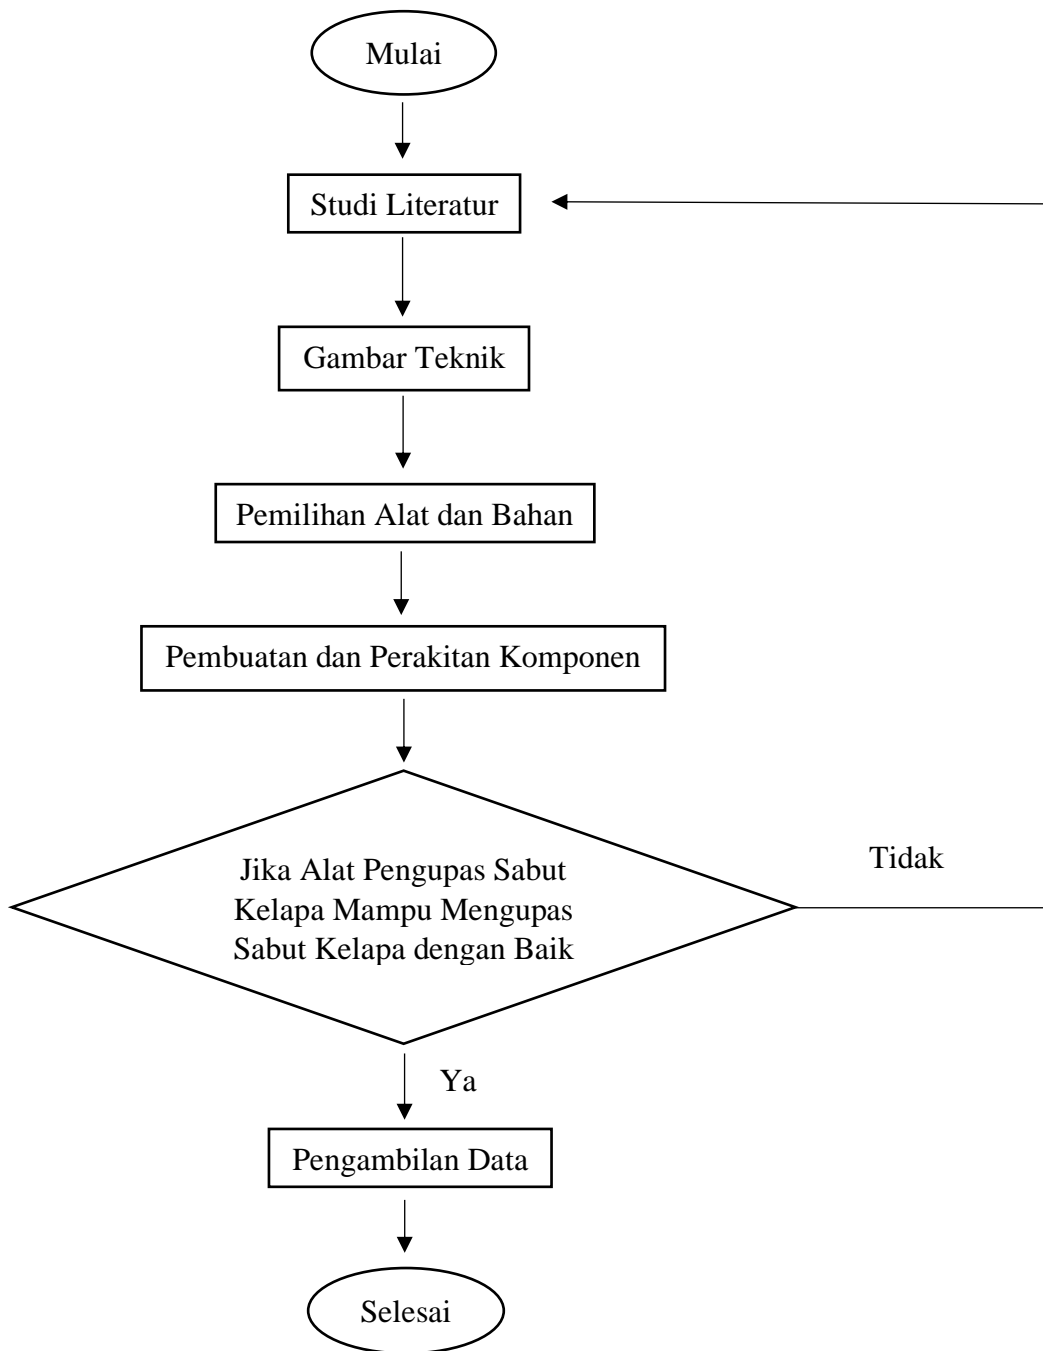 Mulai
Studi Literatur
Gambar Teknik
Pemilihan Alat dan Bahan
Pembuatan dan Perakitan Komponen
Jika Alat Pengupas Sabut
Kelapa Mampu Mengupas
Sabut Kelapa dengan Baik
Tidak
Ya
Pengambilan Data
Selesai